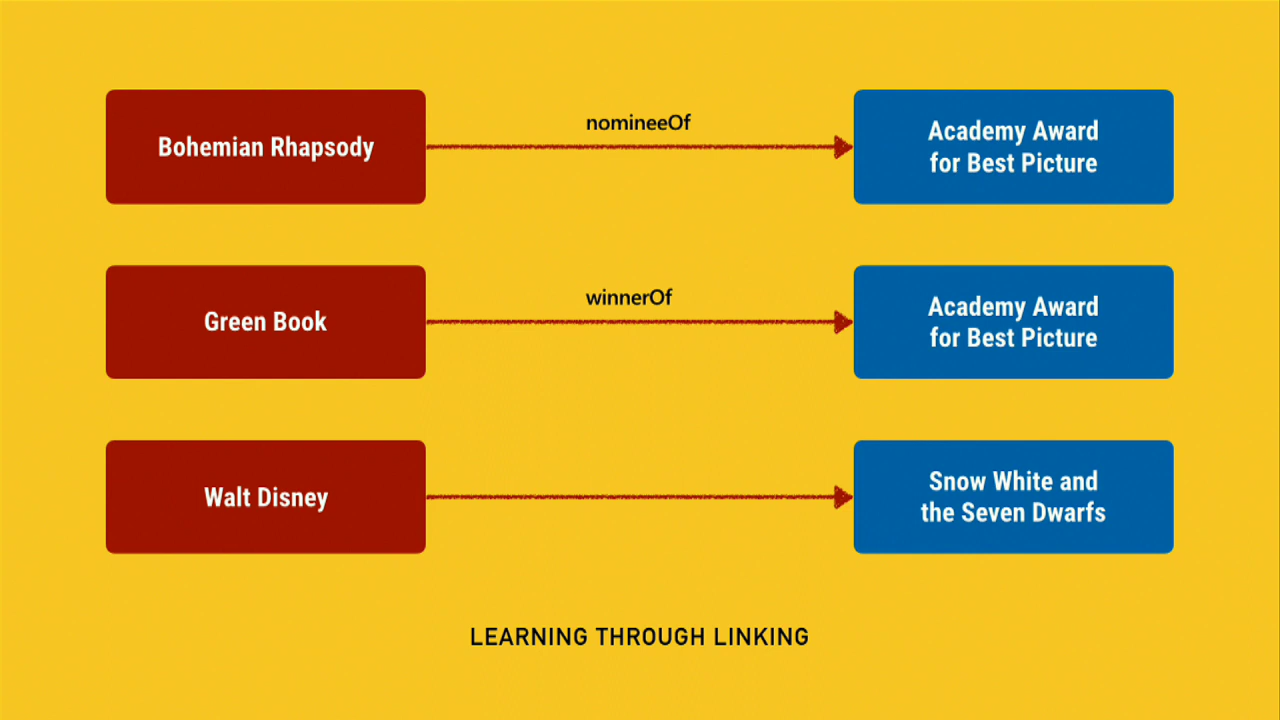 Bohemian Rhapsody
nomineeOf
Academy Award
for Best Picture
Green Book
winnerOf
Academy Award
for Best Picture
Walt Disney
Snow White and
the Seven Dwarfs
LEARNING THROUGH LINKING